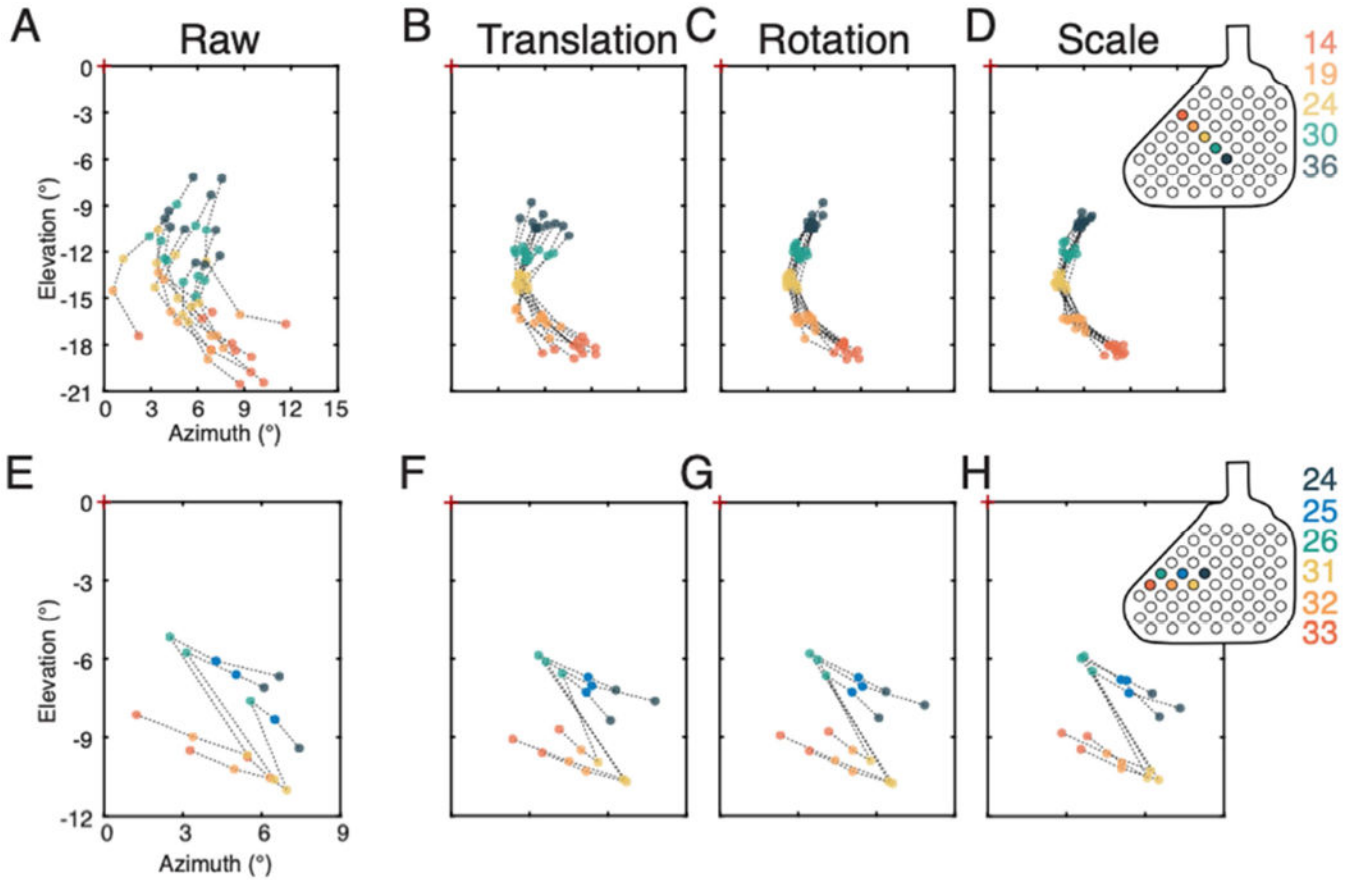 A Raw
B Translation
C Rotation
D Scale
14
19
24
30
36
0
-3
-6
-9
-12
-15
-18
-21
Elevation (°)
0 3 6 9 12 15
Azimuth (°)
E
F
G
H
24
25
26
31
32
33
0
-3
-6
-9
-12
Elevation (°)
0 3 6 9
Azimuth (°)